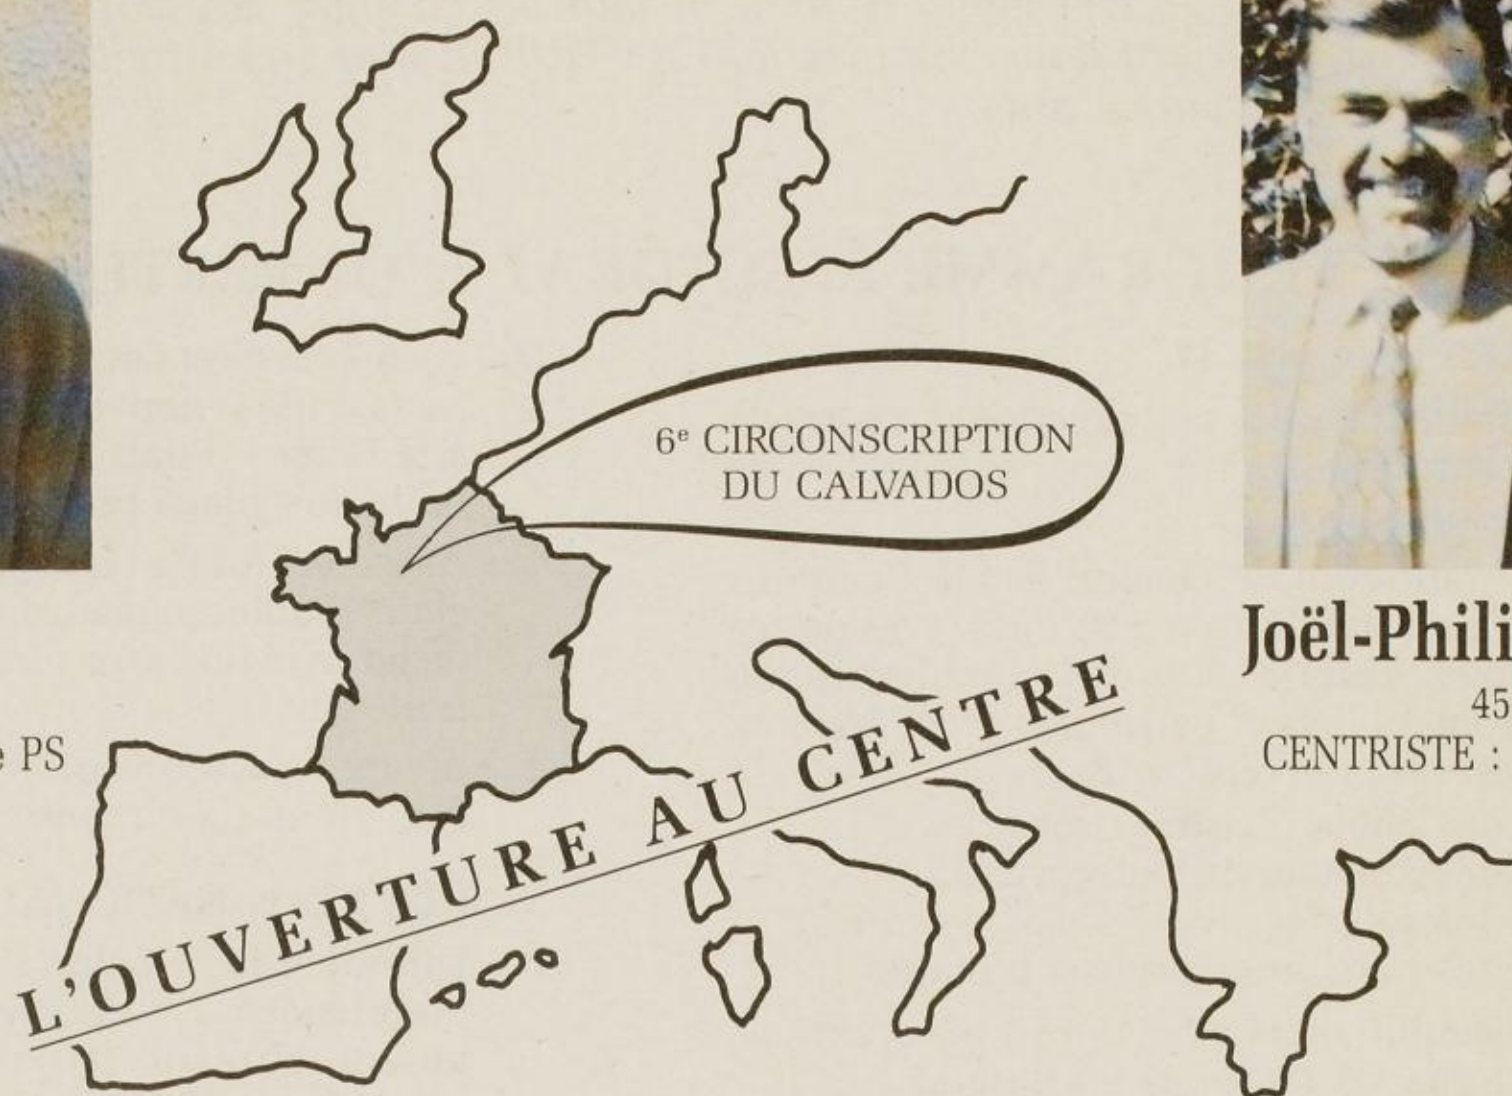 6e CIRCONSCRIPTION
DU CALVADOS
L'OUVERTURE AU CENTRE
PS
Joël-Phili
45
CENTRISTE :